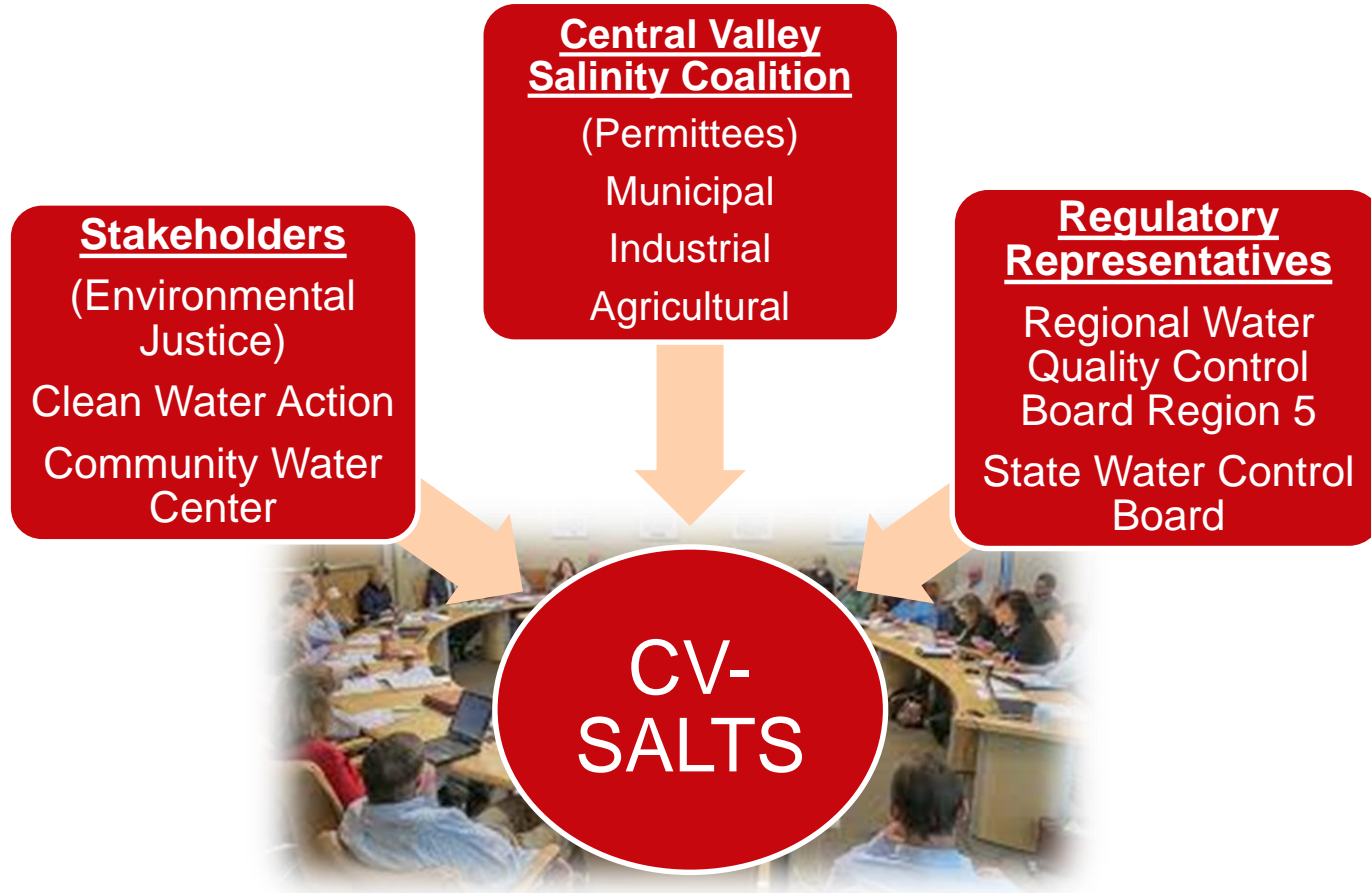 Central Valley
Salinity Coalition
(Permittees)
Municipal
Industrial
Agricultural
Stakeholders
(Environmental
Justice)
Clean Water Action
Community Water
Center
Regulatory
Representatives
Regional Water
Quality Control
Board Region 5
State Water Control
Board
CV-
SALTS